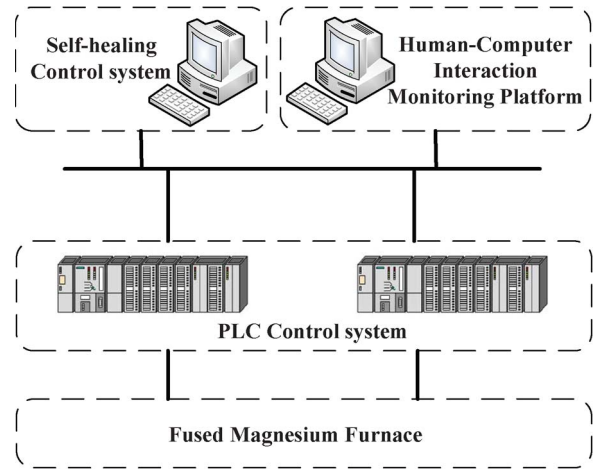 Self-healing
Control system
Human-Computer
Interaction
Monitoring Platform
PLC Control system
Fused Magnesium Furnace